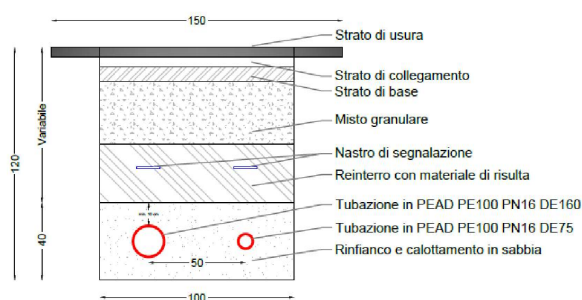 150
Strato di usura
Strato di collegamento
Strato di base
Misto granulare
Nastro di segnalazione
Reinterro con materiale di risulta
Tubazione in PEAD PE100 PN16 DE160
Tubazione in PEAD PE100 PN16 DE75
Rinfianco e calottamento in sabbia
120
Variabile
40
50
100